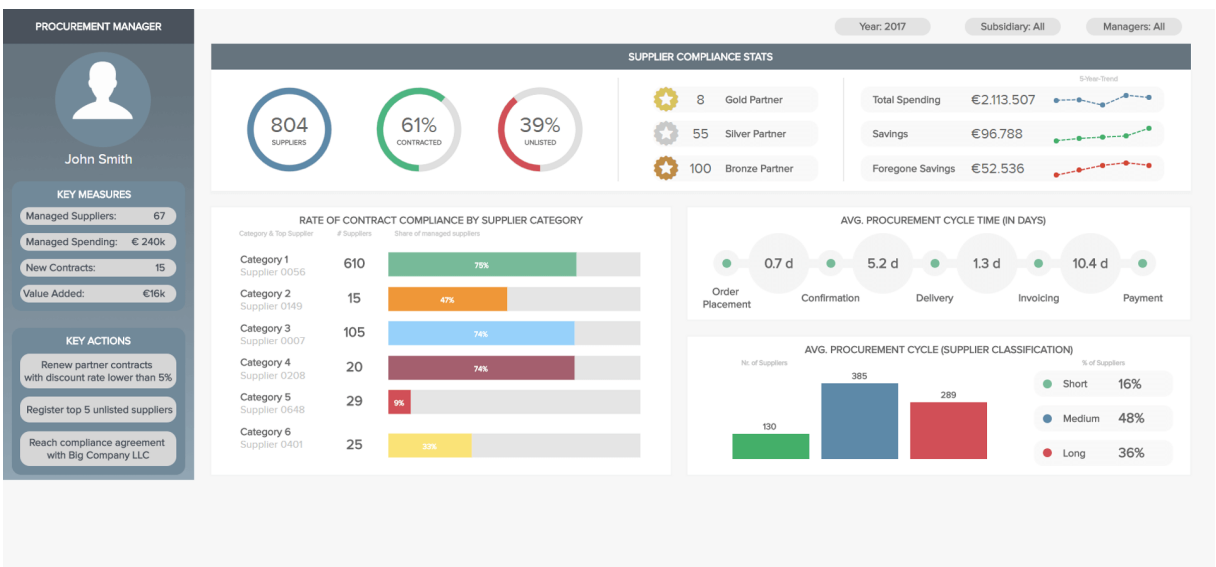 PROCUREMENT MANAGER
John Smith
KEY MEASURES
Managed Suppliers: 67
Managed Spending: € 240k
New Contracts: 15
Value Added: €16k
KEY ACTIONS
Renew partner contracts
with discount rate lower than 5%
Register top 5 unlisted suppliers
Reach compliance agreement
with Big Company LLC
Year: 2017 Subsidiary: All Managers: All
SUPPLIER COMPLIANCE STATS
804
SUPPLIERS
61%
CONTRACTED
39%
UNLISTED
8 Gold Partner
55 Silver Partner
100 Bronze Partner
5-Year-Trend
Total Spending €2.113.507
Savings €96.788
Foregone Savings €52.536
RATE OF CONTRACT COMPLIANCE BY SUPPLIER CATEGORY
Category & Top Supplier # Suppliers Share of managed suppliers
Category 1
Supplier 0056
610
75%
Category 2
Supplier 0149
15
47%
Category 3
Supplier 0007
105
74%
Category 4
Supplier 0208
20
74%
Category 5
Supplier 0648
29
9%
Category 6
Supplier 0401
25
33%
AVG. PROCUREMENT CYCLE TIME (IN DAYS)
0.7 d 5.2 d 1.3 d 10.4 d
Order
Placement
Confirmation
Delivery
Invoicing
Payment
AVG. PROCUREMENT CYCLE (SUPPLIER CLASSIFICATION)
Nr. of Suppliers
130
385
289
% of Suppliers
Short 16%
Medium 48%
Long 36%